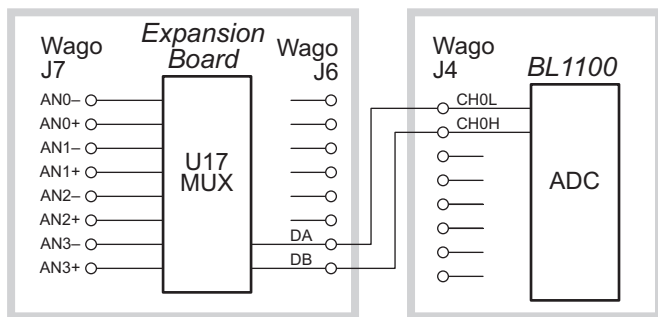 Wago
J7
Expansion
Board
Wago
J6
AN0–
AN0+
AN1–
AN1+
AN2–
AN2+
AN3–
AN3+
U17
MUX
DA
DB
Wago
J4
BL1100
CH0L
CH0H
ADC